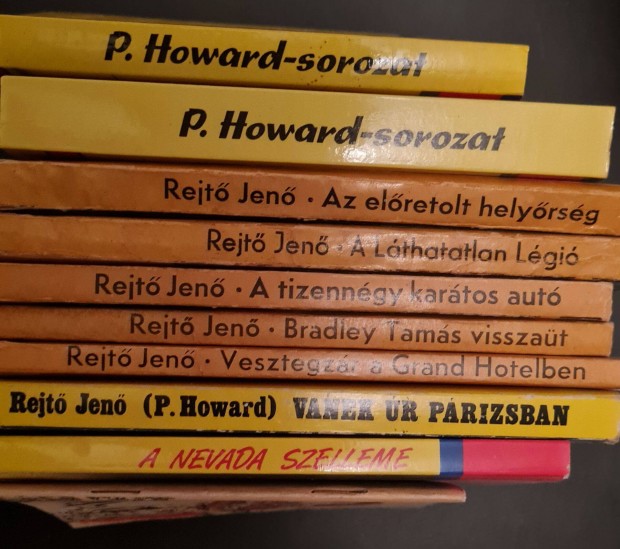 P. Howard-sorozat
P. Howard-sorozat
Rejtő Jenő · Az előretolt helyőrség
Rejtő Jenő · A Láthatatlan Légió
Rejtő Jenő · A tizennégy karátos autó
Rejtő Jenő · Bradley Tamás visszaüt
Rejtő Jenő · Vesztegzár a Grand Hotelben
Rejtő Jenő (P. Howard) VANEK ÚR PÁRIZSBAN
A NEVADA SZELLEME